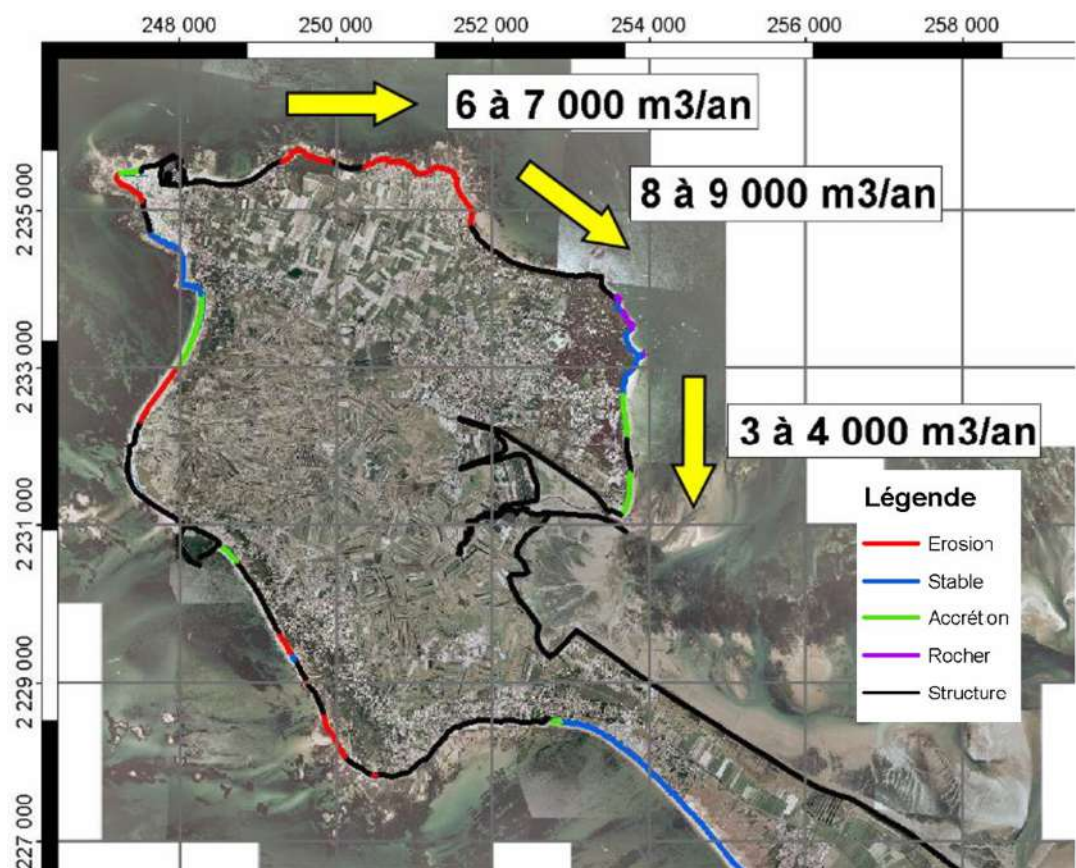 248 000 250 000 252 000 254 000 256 000 258 000
6 à 7 000 m3/an
8 à 9 000 m3/an
2 235 000
2 233 000
3 à 4 000 m3/an
Légende
2 231 000
Erosion
Stable
Accrétion
Rocher
2 229 000
Structure
2 227 000